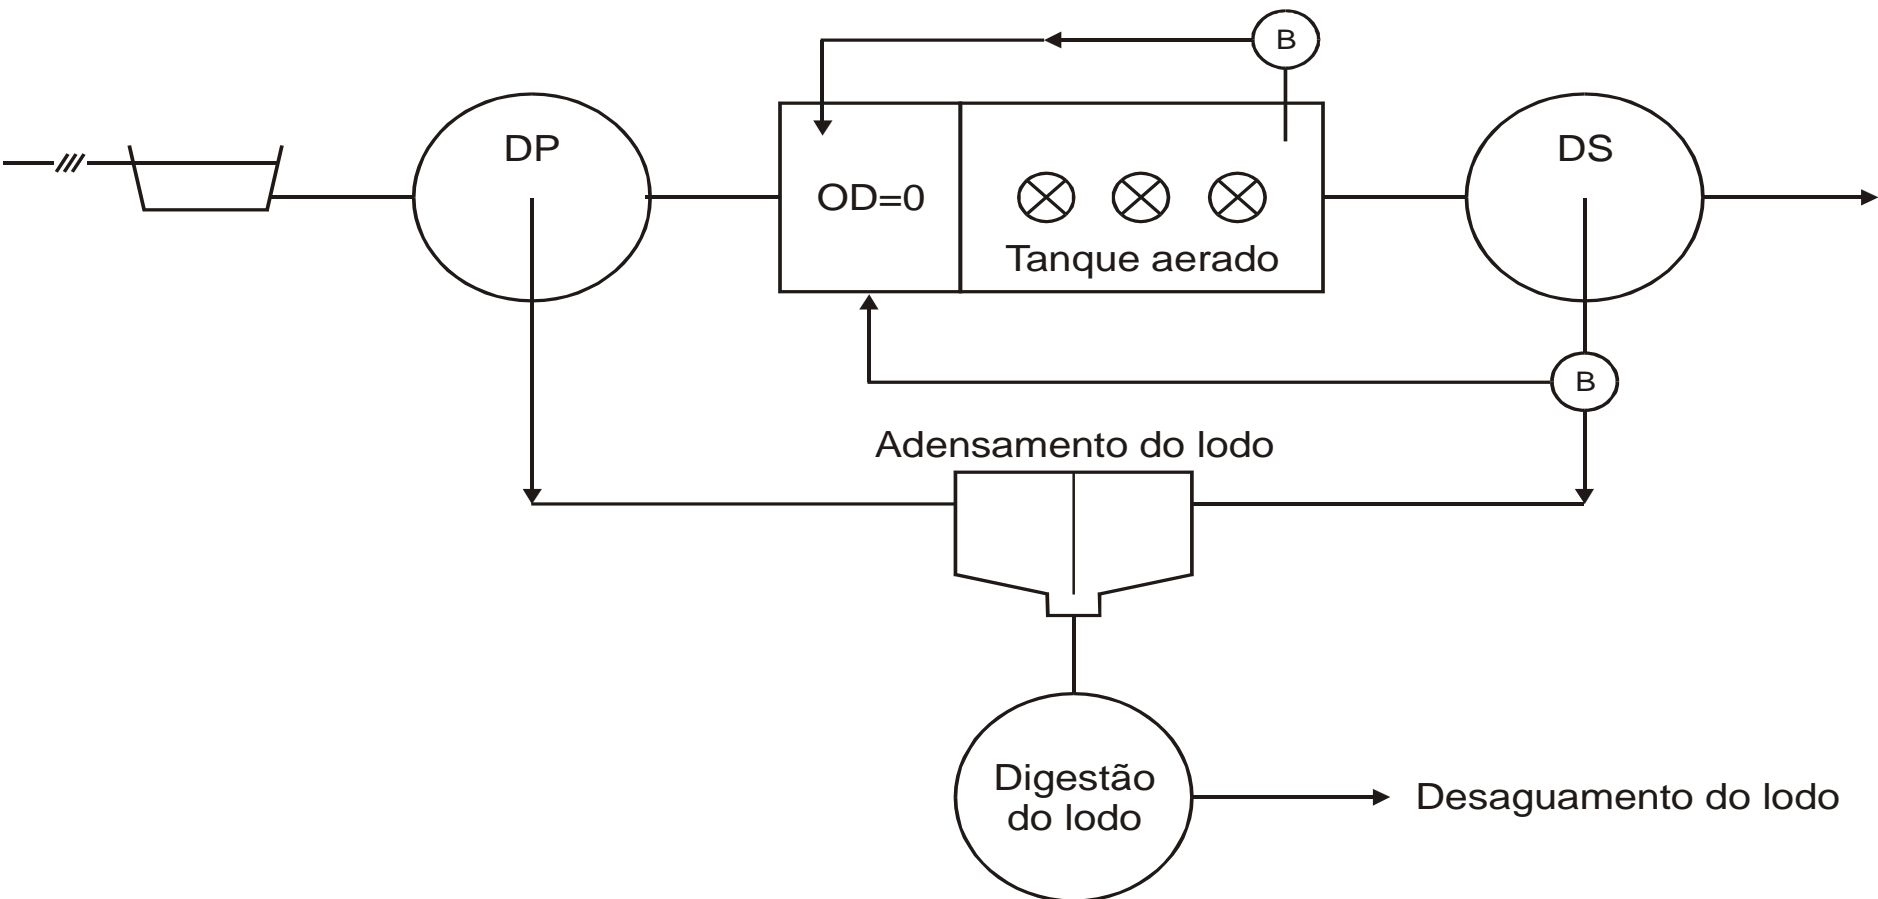 B
DP
DS
OD=0
Tanque aerado
B
Adensamento do lodo
Digestão
do lodo
Desaguamento do lodo